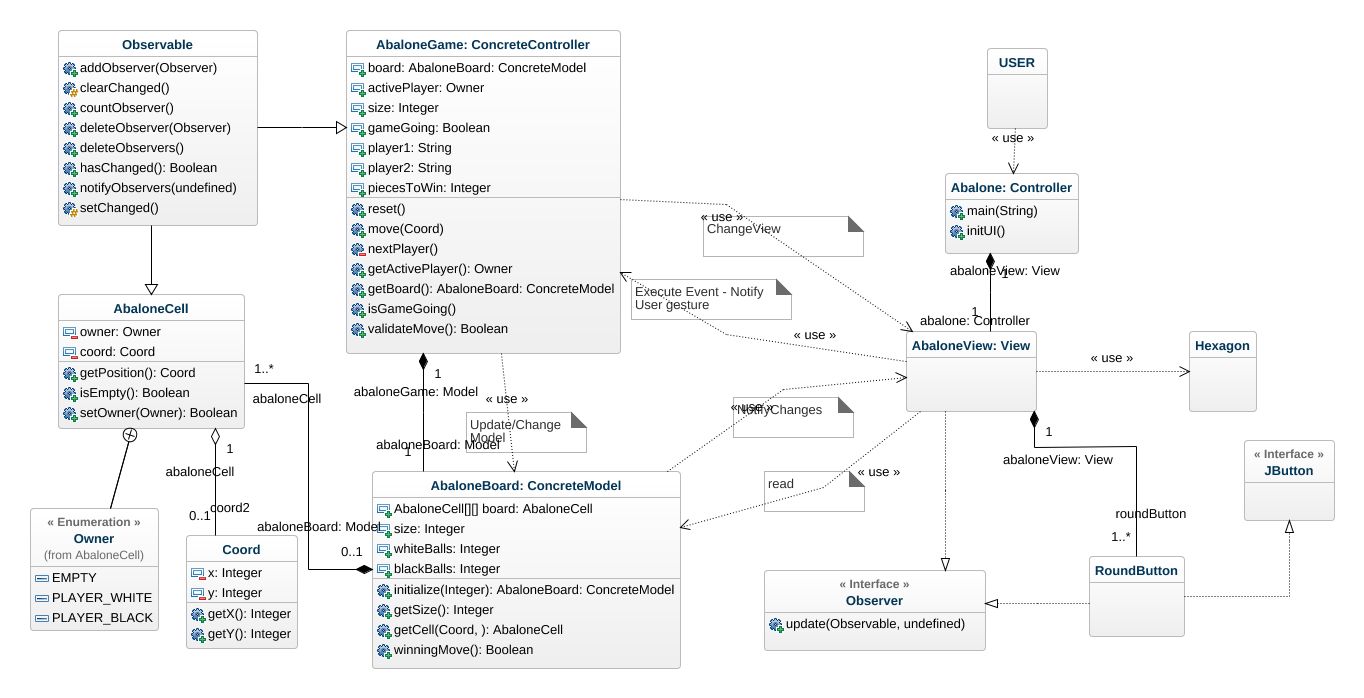 Observable
addObserver(Observer)
clearChanged()
countObserver()
deleteObserver(Observer)
deleteObservers()
hasChanged(): Boolean
notifyObservers(undefined)
setChanged()
AbaloneGame: ConcreteController
board: AbaloneBoard: ConcreteModel
activePlayer: Owner
size: Integer
gameGoing: Boolean
player1: String
player2: String
piecesToWin: Integer
reset()
move(Coord)
nextPlayer()
getActivePlayer(): Owner
getBoard(): AbaloneBoard: ConcreteModel
isGameGoing()
validateMove(): Boolean
USER
« use »
Abalone: Controller
main(String)
initUI()
abaloneView: View
1
1
abalone: Controller
« use »
ChangeView
Execute Event - Notify
User gesture
« use »
AbaloneView: View
« use »
Hexagon
AbaloneCell
owner: Owner
coord: Coord
getPosition(): Coord
isEmpty(): Boolean
setOwner(Owner): Boolean
1..*
abaloneCell
1
abaloneGame: Model
« use »
Update/Change
Model
abaloneBoard: Model
1
« use »
NotifyChanges
1
abaloneView: View
« Interface »
JButton
1
abaloneCell
coord2
0..1
abaloneBoard: Model
0..1
read
« use »
roundButton
1..*
« Enumeration »
Owner
(from AbaloneCell)
EMPTY
PLAYER_WHITE
PLAYER_BLACK
Coord
x: Integer
y: Integer
getX(): Integer
getY(): Integer
AbaloneBoard: ConcreteModel
AbaloneCell[][] board: AbaloneCell
size: Integer
whiteBalls: Integer
blackBalls: Integer
initialize(Integer): AbaloneBoard: ConcreteModel
getSize(): Integer
getCell(Coord, ): AbaloneCell
winningMove(): Boolean
« Interface »
Observer
update(Observable, undefined)
RoundButton